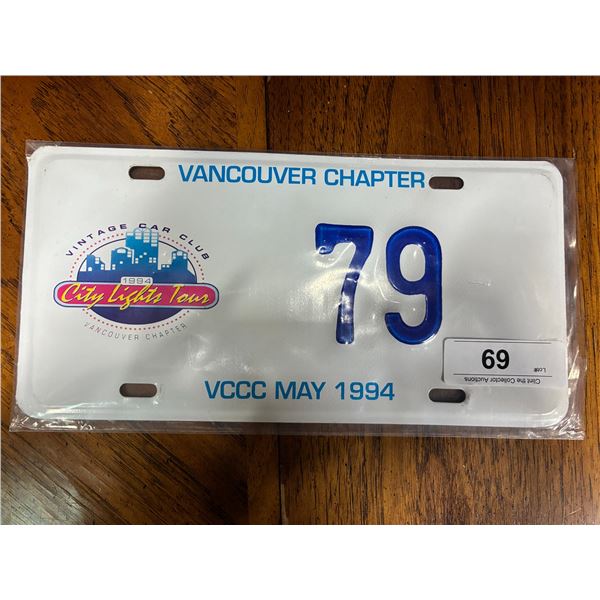 VANCOUVER CHAPTER
VINTAGE CAR CLUB
1994
City Lights Tour
VANCOUVER CHAPTER
79
VCCC MAY 1994
69
Lot#
Clint the Collector Auctions